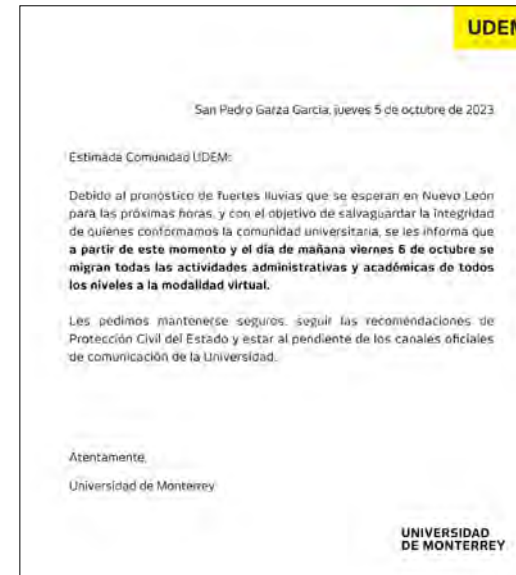 UDEM
San Pedro Garza García, jueves 5 de octubre de 2023
Estimada Comunidad UDEM:
Debido al pronóstico de fuertes lluvias que se esperan en Nuevo León
para las próximas horas, y con el objetivo de salvaguardar la integridad
de quienes conformamos la comunidad universitaria, se les informa que
a partir de este momento y el día de mañana viernes 6 de octubre se
migran todas las actividades administrativas y académicas de todos
los niveles a la modalidad virtual.
Les pedimos mantenerse seguros, seguir las recomendaciones de
Protección Civil del Estado y estar al pendiente de los canales oficiales
de comunicación de la Universidad.
Atentamente,
Universidad de Monterrey
UNIVERSIDAD
DE MONTERREY